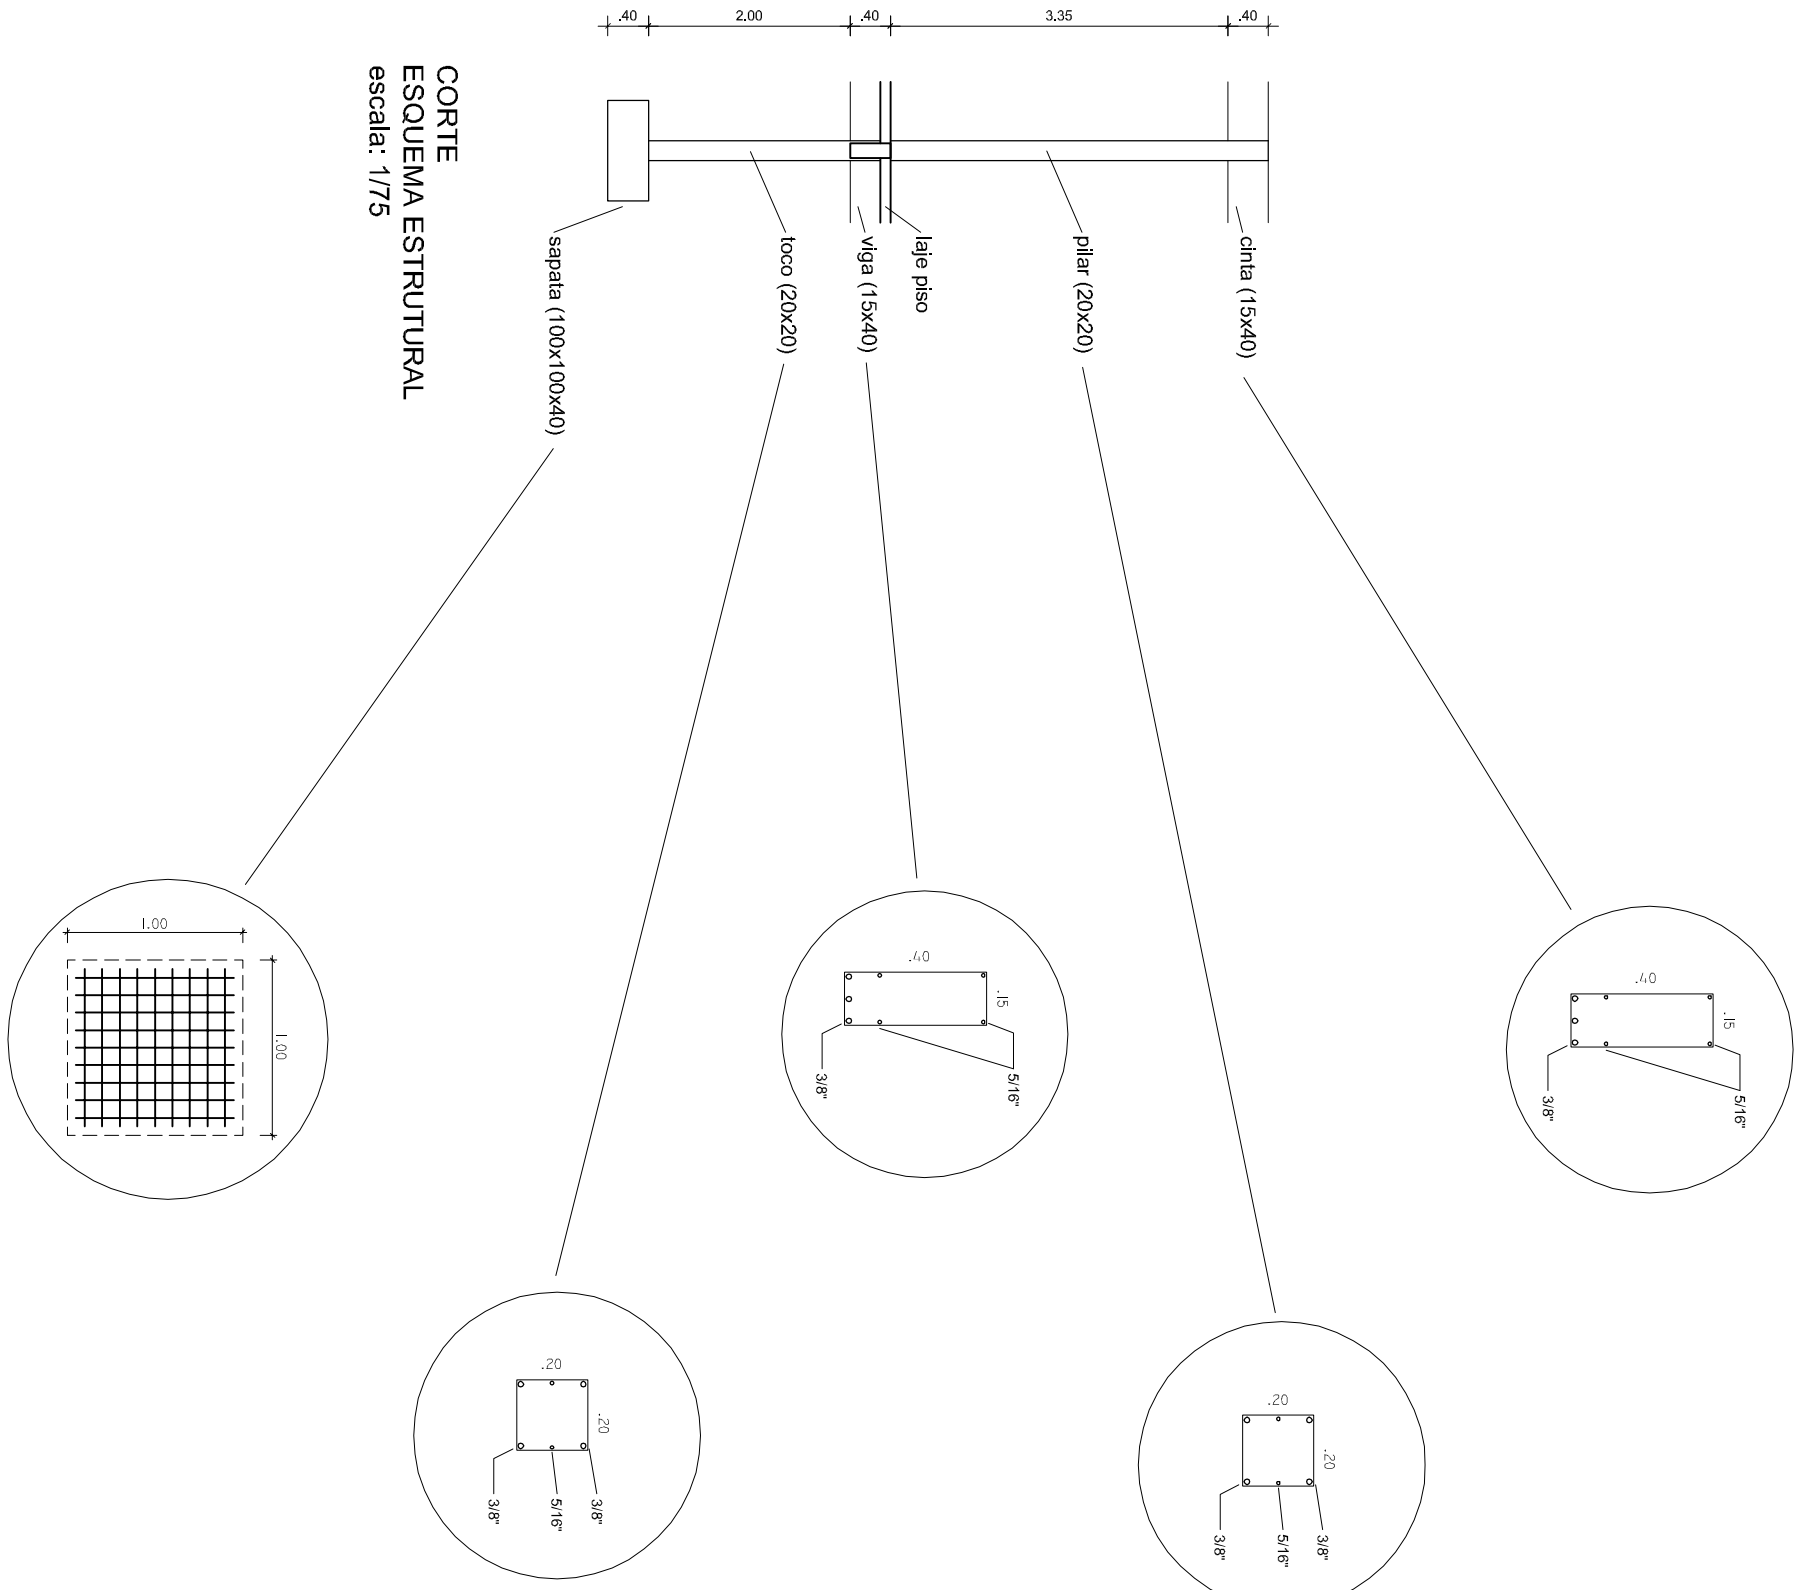 .40
2.00
.40
3.35
.40
CORTE
ESQUEMA ESTRUTURAL
escala: 1/75
cinta (15x40)
pilar (20x20)
laje piso
viga (15x40)
toco (20x20)
sapata (100x100x40)
.40
.15
5/16"
3/8"
.20
.20
3/8"
5/16"
3/8"
.40
.15
5/16"
3/8"
.20
.20
3/8"
5/16"
3/8"
1.00
1.00